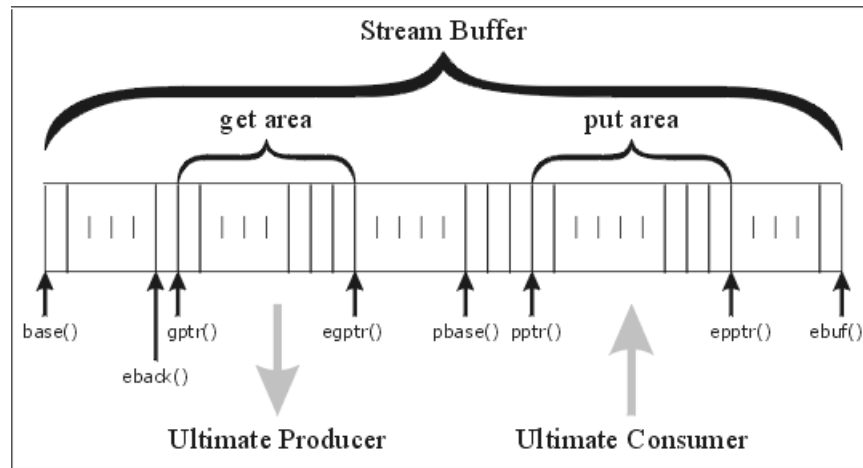 Stream Buffer
get area
put area
base()
gptr()
egptr()
pbase()
pptr()
epptr()
ebuf()
eback()
Ultimate Producer
Ultimate Consumer